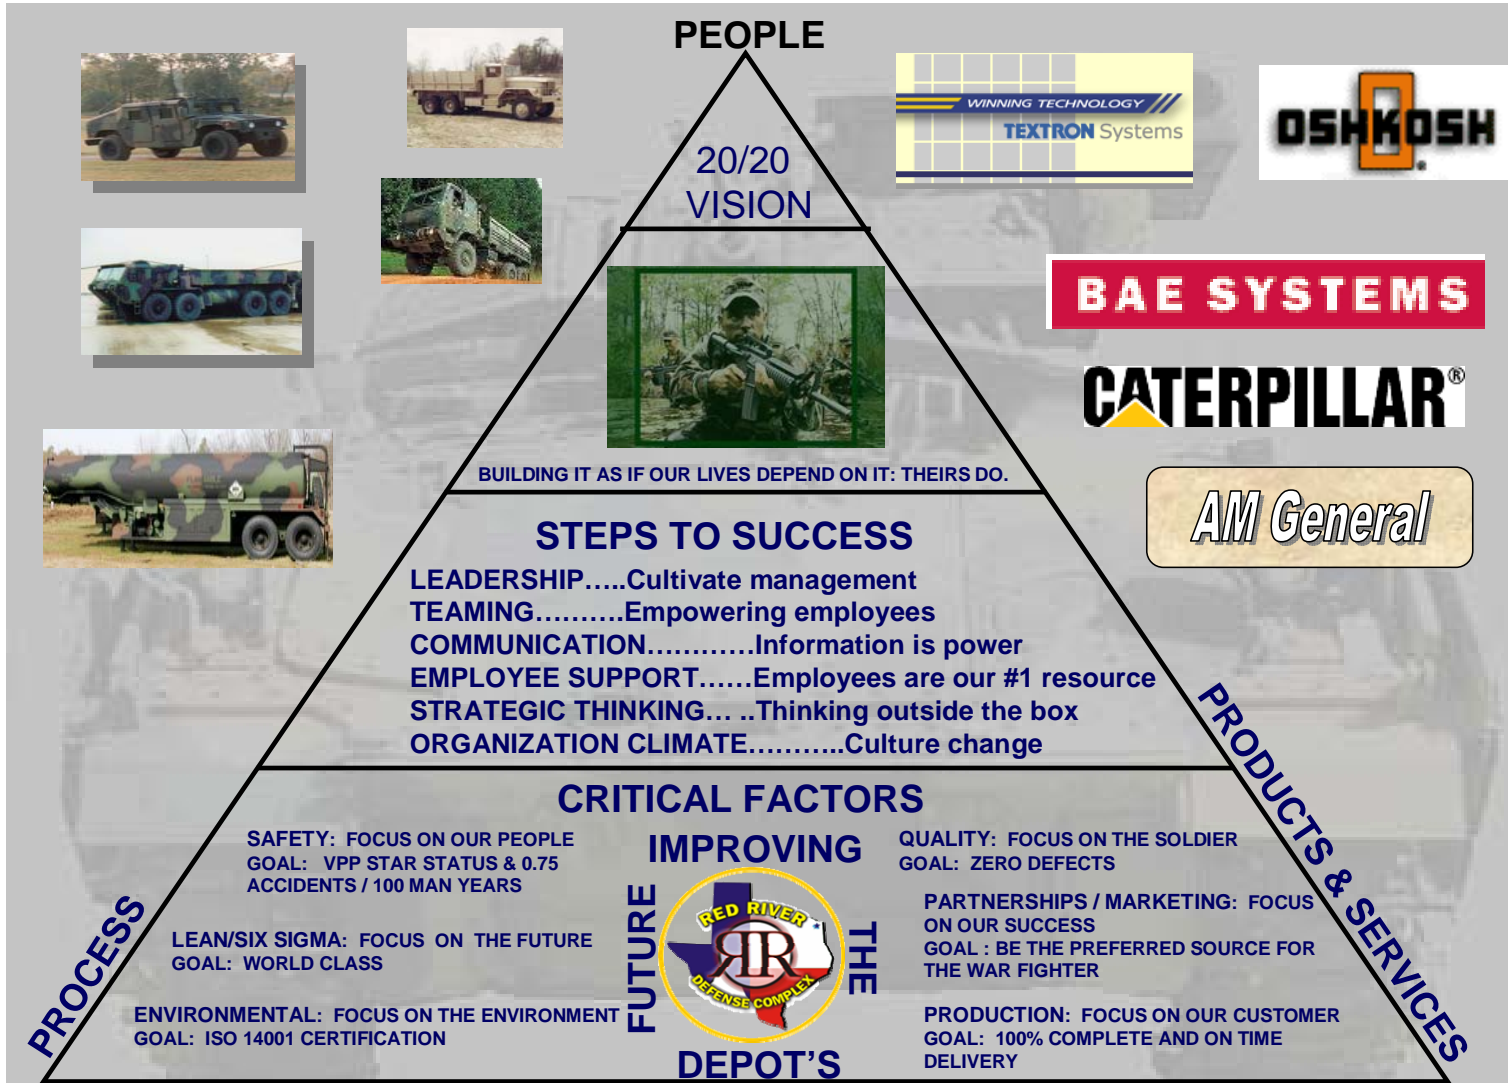 PEOPLE
WINNING TECHNOLOGY
TEXTRON Systems
OSHKOSH
20/20
VISION
BAE SYSTEMS
CATERPILLAR®
BUILDING IT AS IF OUR LIVES DEPEND ON IT: THEIRS DO.
AM General
STEPS TO SUCCESS
LEADERSHIP…..Cultivate management
TEAMING……….Empowering employees
COMMUNICATION…………Information is power
EMPLOYEE SUPPORT……Employees are our #1 resource
STRATEGIC THINKING… ..Thinking outside the box
ORGANIZATION CLIMATE………..Culture change
PROCESS
PRODUCTS & SERVICES
CRITICAL FACTORS
SAFETY: FOCUS ON OUR PEOPLE
GOAL: VPP STAR STATUS & 0.75
ACCIDENTS / 100 MAN YEARS
LEAN/SIX SIGMA: FOCUS ON THE FUTURE
GOAL: WORLD CLASS
ENVIRONMENTAL: FOCUS ON THE ENVIRONMENT
GOAL: ISO 14001 CERTIFICATION
IMPROVING
THE
DEPOT'S
FUTURE
RED RIVER
RR
DEFENSE COMPLEX
QUALITY: FOCUS ON THE SOLDIER
GOAL: ZERO DEFECTS
PARTNERSHIPS / MARKETING: FOCUS
ON OUR SUCCESS
GOAL : BE THE PREFERRED SOURCE FOR
THE WAR FIGHTER
PRODUCTION: FOCUS ON OUR CUSTOMER
GOAL: 100% COMPLETE AND ON TIME
DELIVERY